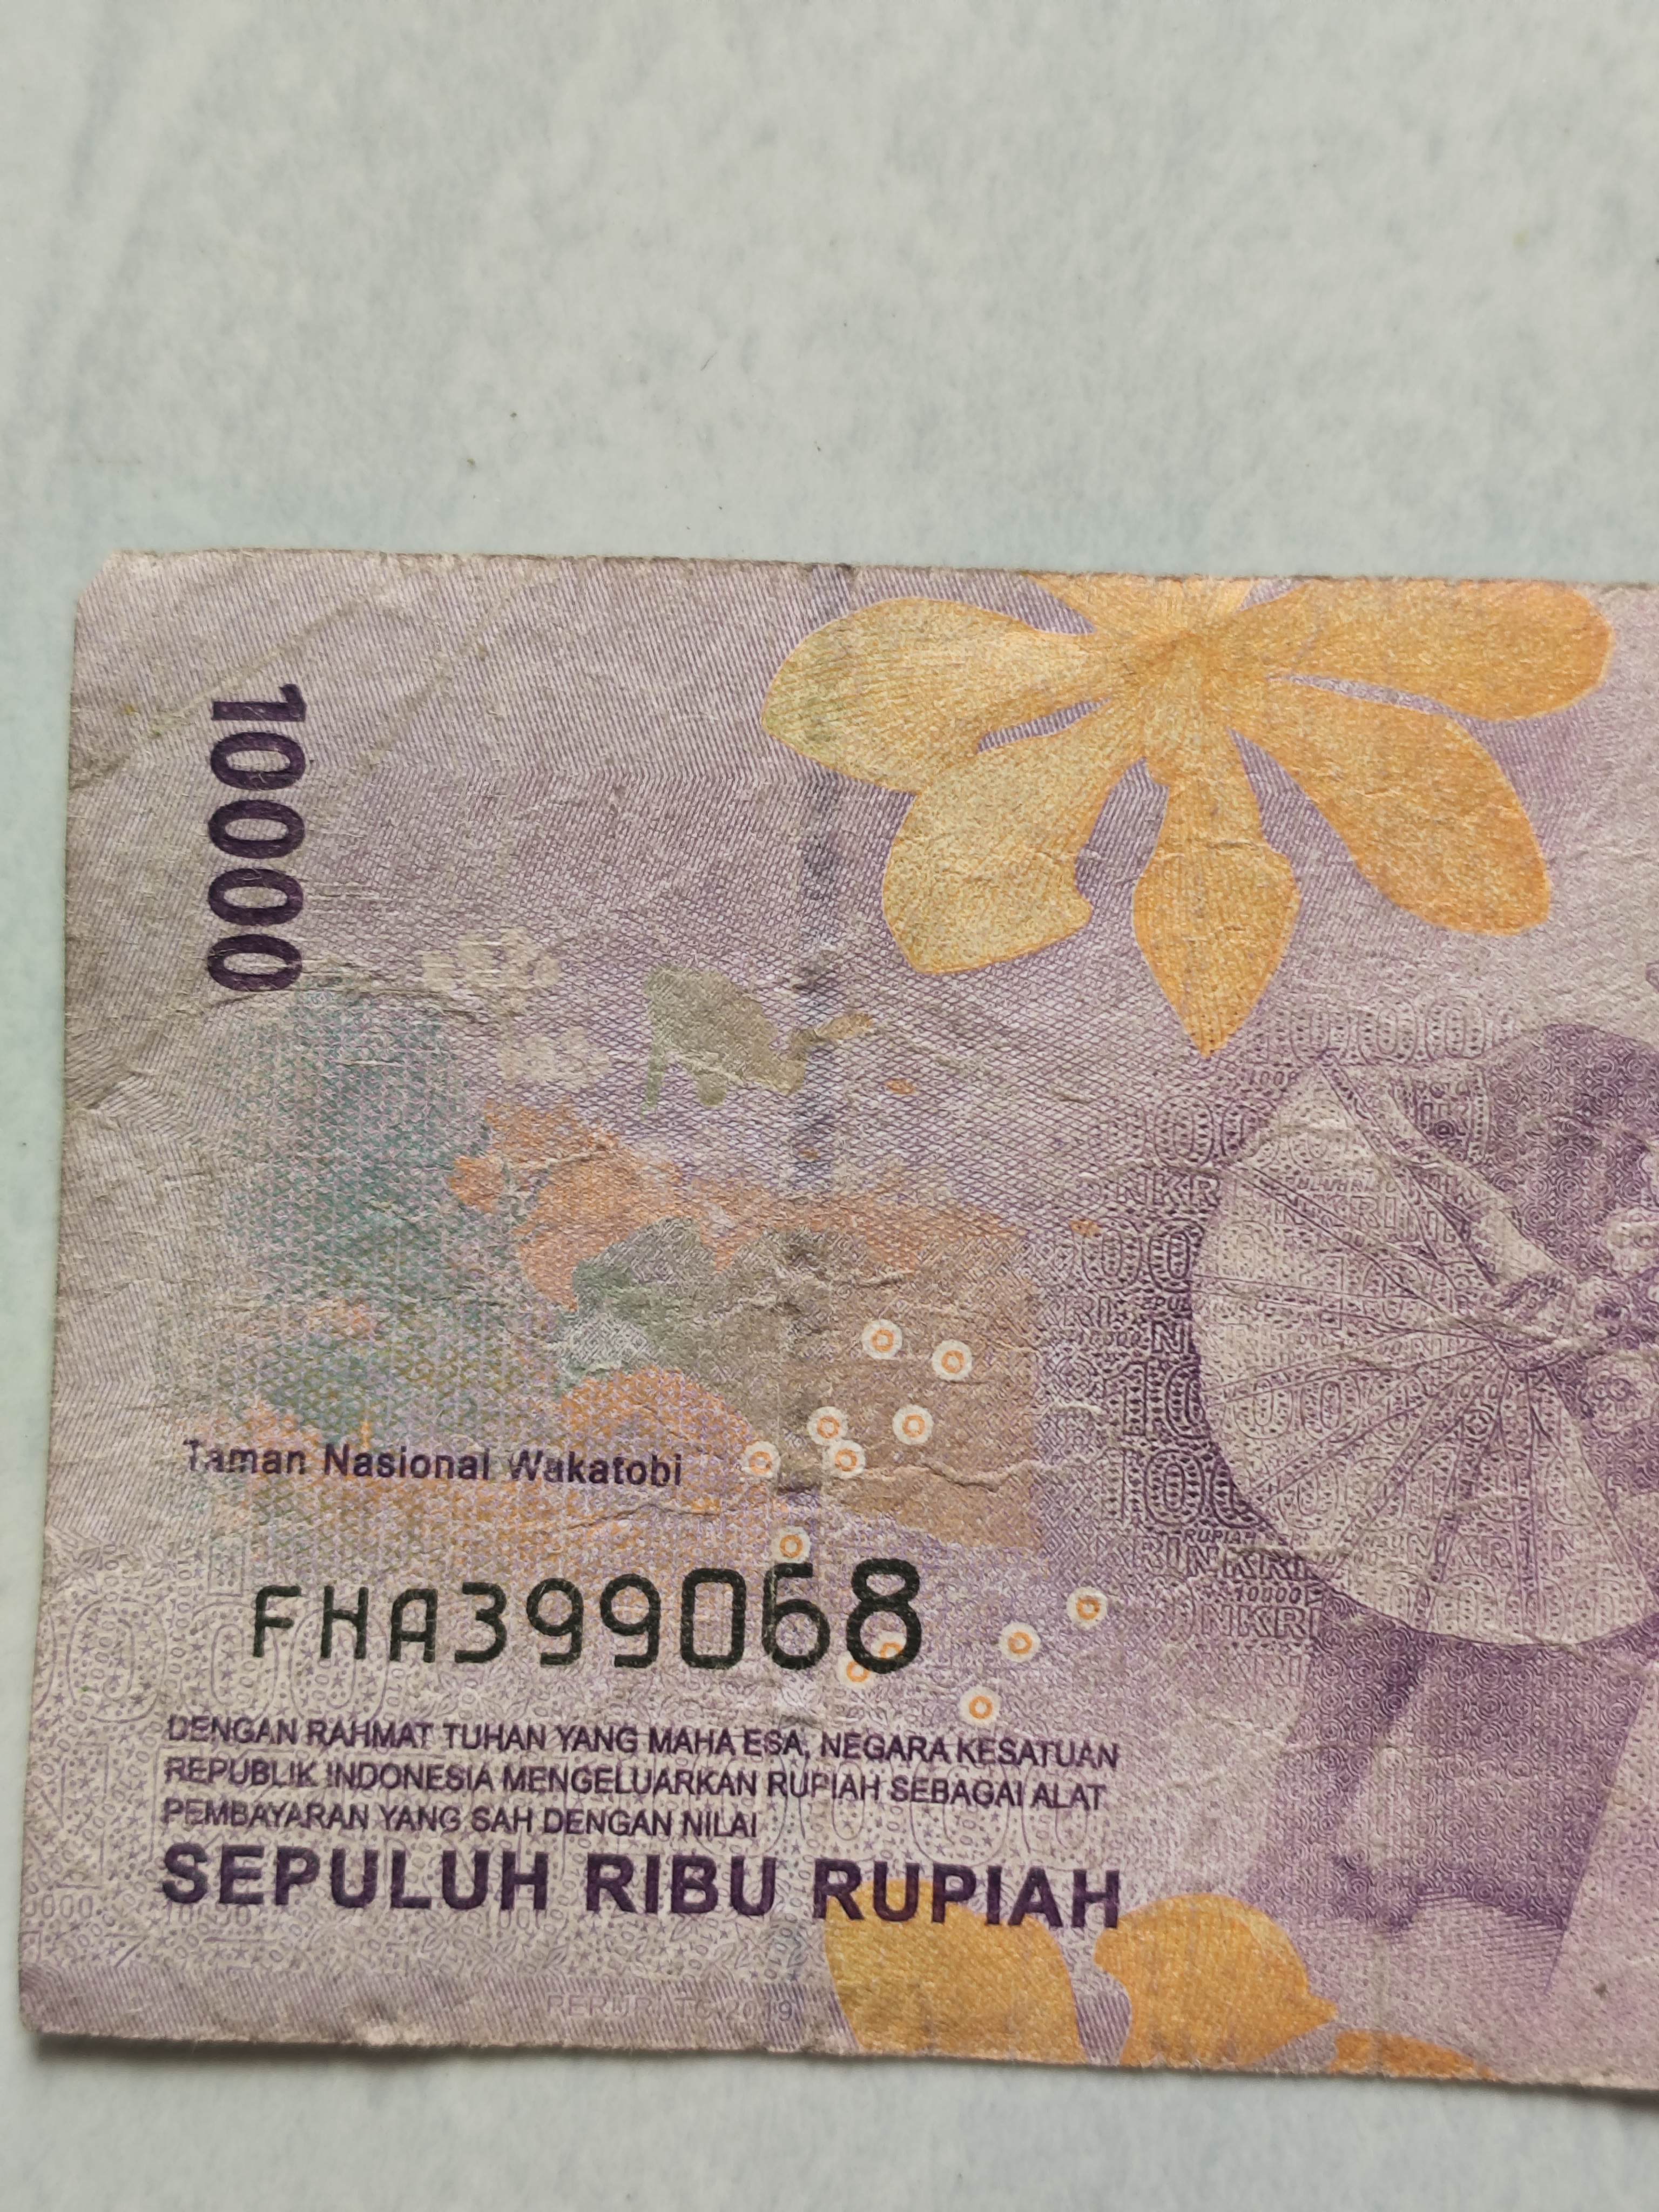 10000
Taman Nasional Wakatobi
FHA399068
DENGAN RAHMAT TUHAN YANG MAHA ESA, NEGARA KESATUAN
REPUBLIK INDONESIA MENGELUARKAN RUPIAH SEBAGAI ALAT
PEMBAYARAN YANG SAH DENGAN NILAI
SEPULUH RIBU RUPIAH
2019